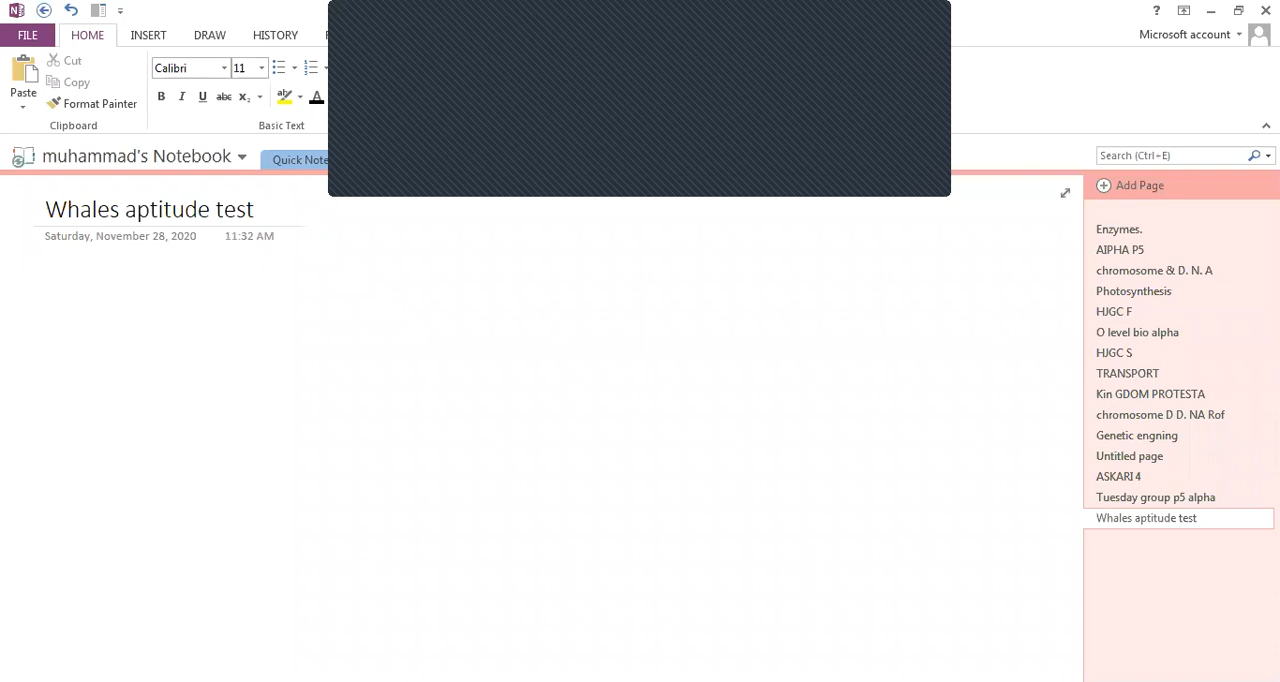 ?
FILE HOME INSERT DRAW HISTORY
Microsoft account
Paste
Cut
Copy
Format Painter
Clipboard
Calibri 11
B I U abc X₂ ab A
Basic Text
muhammad's Notebook
Quick Note
Search (Ctrl+E)
Whales aptitude test
Saturday, November 28, 2020 11:32 AM
Add Page
Enzymes.
AIPHA P5
chromosome & D. N. A
Photosynthesis
HJGC F
O level bio alpha
HJGC S
TRANSPORT
Kin GDOM PROTESTA
chromosome D D. NA Rof
Genetic engning
Untitled page
ASKARI 4
Tuesday group p5 alpha
Whales aptitude test